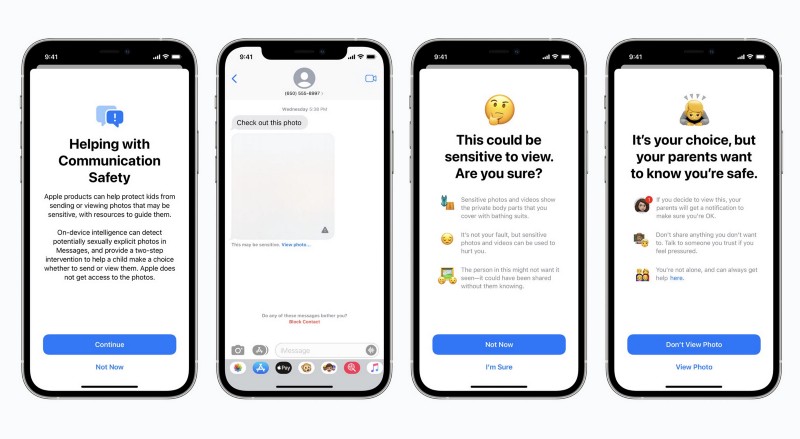 9:41
Helping with
Communication
Safety
Apple products can help protect kids from
sending or viewing photos that may be
sensitive, with resources to guide them.
On-device intelligence can detect
potentially sexually explicit photos in
Messages, and provide a two-step
intervention to help a child make a choice
whether to send or view them. Apple does
not get access to the photos.
Continue
Not Now
9:41
(650) 555-8997 >
Wednesday 5:36 PM
Check out this photo
This may be sensitive. View photo...
Do any of these messages bother you?
Block Contact
iMessage
Pay
9:41
This could be
sensitive to view.
Are you sure?
Sensitive photos and videos show
the private body parts that you
cover with bathing suits.
It's not your fault, but sensitive
photos and videos can be used to
hurt you.
The person in this might not want it
seen—it could have been shared
without them knowing.
Not Now
I'm Sure
9:41
It's your choice, but
your parents want
to know you're safe.
If you decide to view this, your
parents will get a notification to
make sure you're OK.
Don't share anything you don't
want to. Talk to someone you trust if
you feel pressured.
You're not alone, and can always get
help here.
Don't View Photo
View Photo